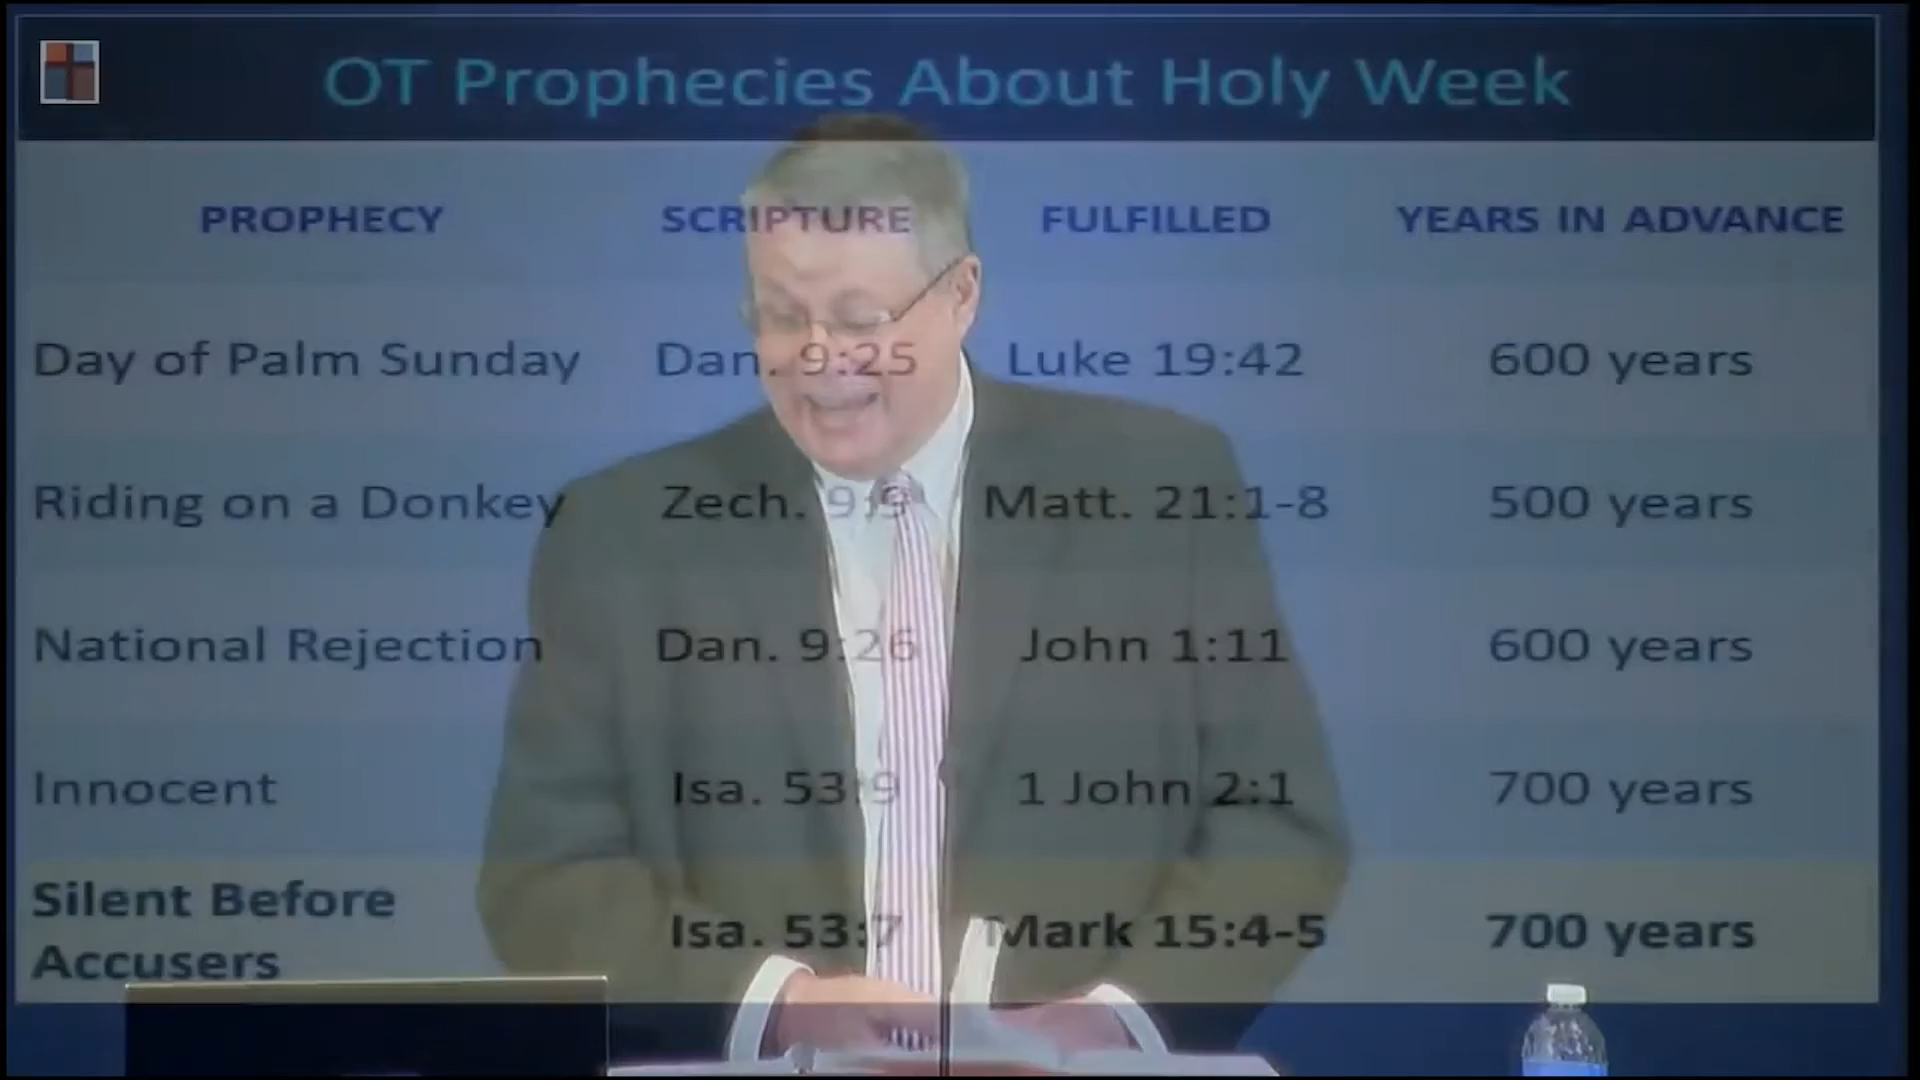 OT Prophecies About Holy Week
PROPHECY SCRIPTURE FULFILLED YEARS IN ADVANCE
Day of Palm Sunday Dan. 9:25 Luke 19:42 600 years
Riding on a Donkey Zech. 9:9 Matt. 21:1-8 500 years
National Rejection Dan. 9:26 John 1:11 600 years
Innocent Isa. 53:9 1 John 2:1 700 years
Silent Before
Accusers Isa. 53:7 Mark 15:4-5 700 years